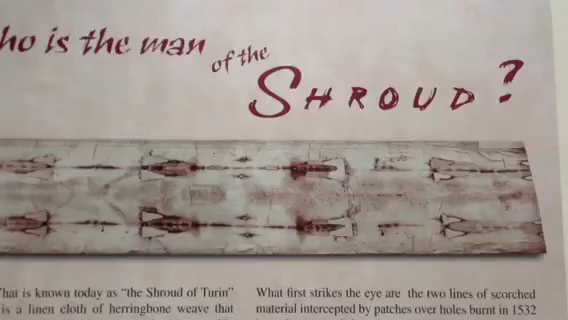 ho is the man
of the
SHROUD?
hat is known today as “the Shroud of Turin”
is a linen cloth of herringbone weave that
What first strikes the eye are the two lines of scorched
material intercepted by patches over holes burnt in 1532